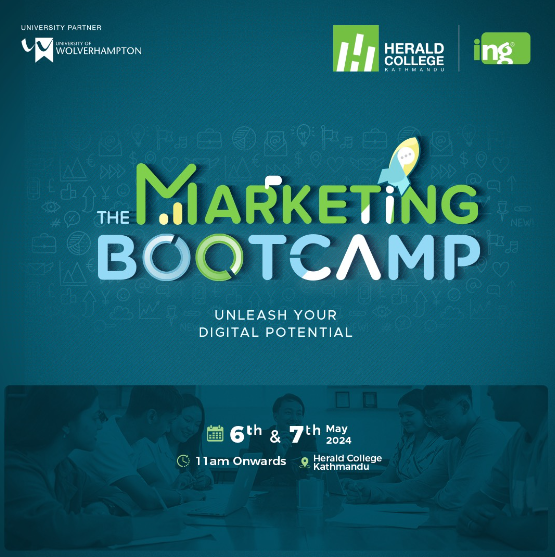 UNIVERSITY PARTNER
UNIVERSITY OF
WOLVERHAMPTON
HERALD
COLLEGE
KATHMANDU
ing®
THE MARKETING
BOOTCAMP
UNLEASH YOUR
DIGITAL POTENTIAL
6th & 7th May
2024
11am Onwards
Herald College
Kathmandu